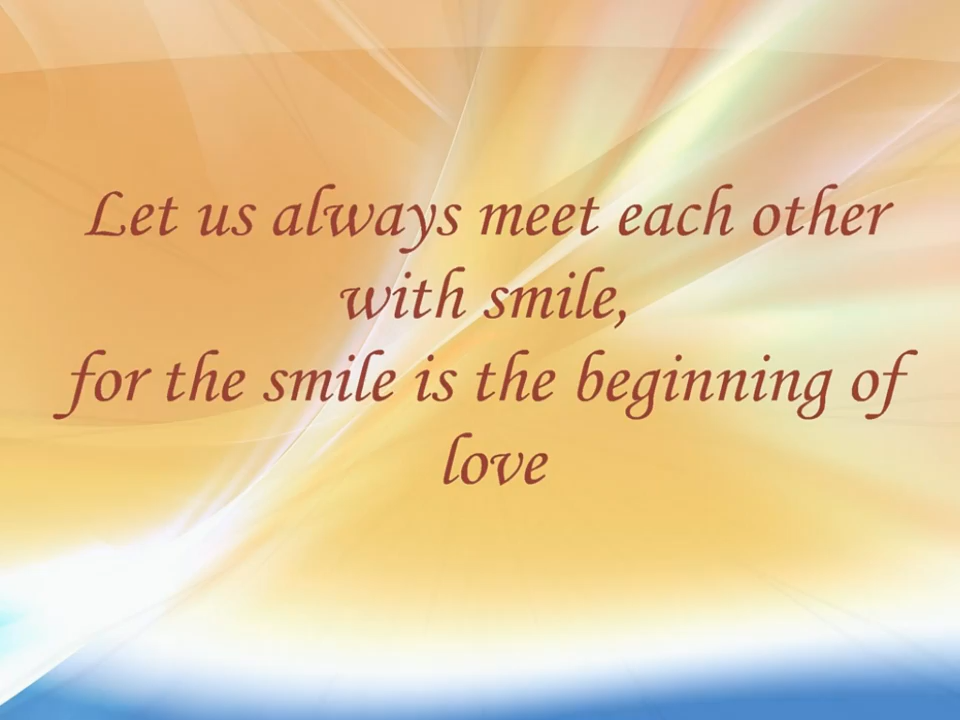 Let us always meet each other
with smile,
for the smile is the beginning of
love